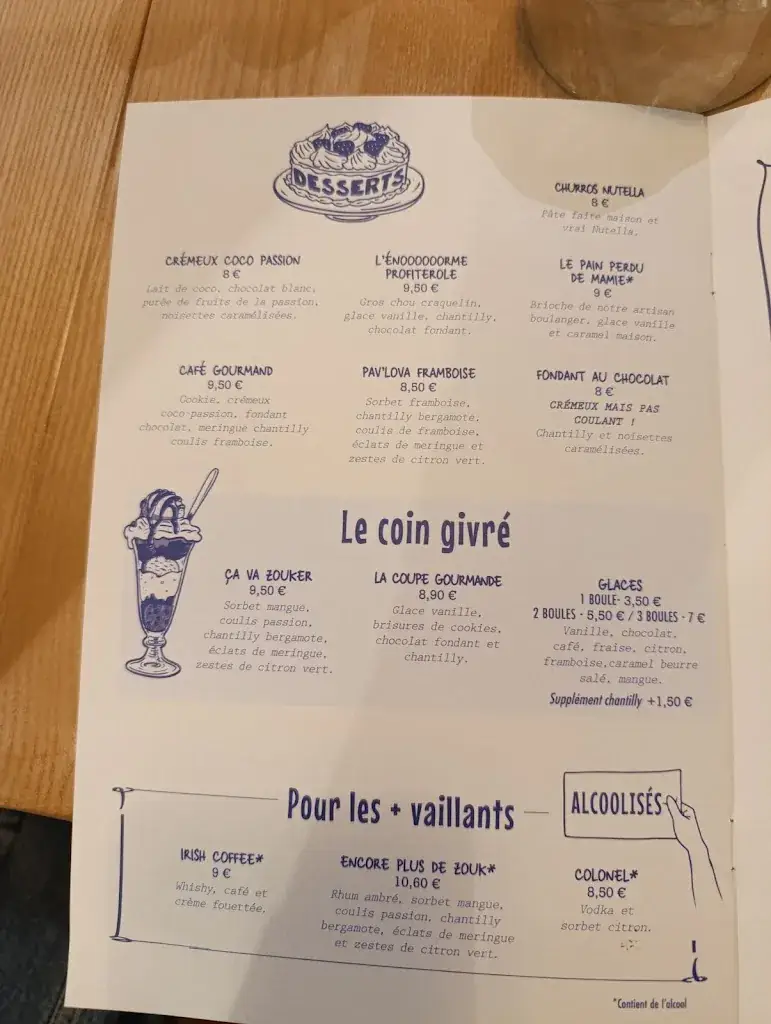 DESSERTS
CHURROS NUTELLA
8 €
Pâte faite maison et
vrai Nutella.
CRÉMEUX COCO PASSION
8 €
Lait de coco, chocolat blanc,
purée de fruits de la passion,
noisettes caramélisées.
L'ÉNOOOOOORME
PROFITEROLE
9,50 €
Gros chou craquelin,
glace vanille, chantilly,
chocolat fondant.
LE PAIN PERDU
DE MAMIE*
9 €
Brioche de notre artisan
boulanger, glace vanille
et caramel maison.
CAFÉ GOURMAND
9,50 €
Cookie, crémeux
coco-passion, fondant
chocolat, meringue chantilly
coulis framboise.
PAV'LOVA FRAMBOISE
8,50 €
Sorbet framboise,
chantilly bergamote,
coulis de framboise,
éclats de meringue et
zestes de citron vert.
FONDANT AU CHOCOLAT
8 €
CRÉMEUX MAIS PAS
COULANT !
Chantilly et noisettes
caramélisées.
Le coin givré
ÇA VA ZOUKER
9,50 €
Sorbet mangue,
coulis passion,
chantilly bergamote,
éclats de meringue,
zestes de citron vert.
LA COUPE GOURMANDE
8,90 €
Glace vanille,
brisures de cookies,
chocolat fondant et
chantilly.
GLACES
1 BOULE- 3,50 €
2 BOULES - 5,50 € / 3 BOULES - 7 €
Vanille, chocolat,
café, fraise, citron,
framboise,caramel beurre
salé, mangue.
Supplément chantilly +1,50 €
Pour les + vaillants
ALCOOLISÉS
IRISH COFFEE*
9 €
Whishy, café et
crème fouettée.
ENCORE PLUS DE ZOUK*
10,60 €
Rhum ambré, sorbet mangue,
coulis passion, chantilly
bergamote, éclats de meringue
et zestes de citron vert.
COLONEL*
8,50 €
Vodka et
sorbet citron.
*Contient de l'alcool